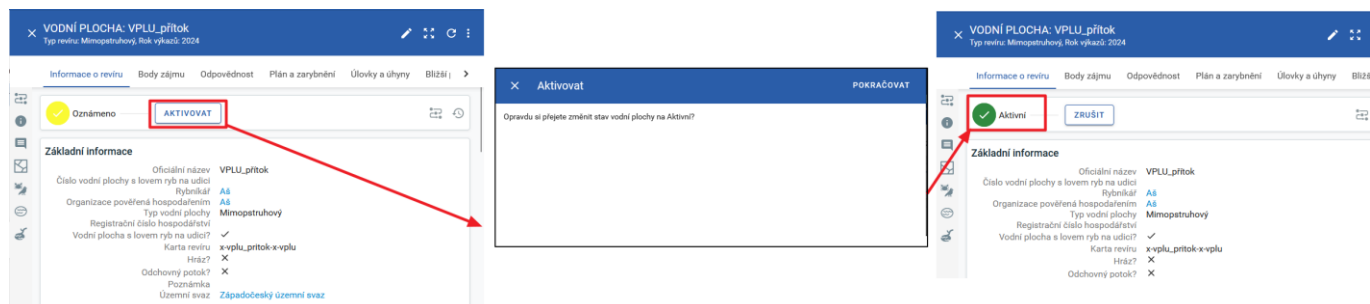 VODNÍ PLOCHA: VPLU_přítok
Typ revíru: Mimopstruhový, Rok výkazů: 2024
Informace o revíru Body zájmu Odpovědnost Plán a zarybnění Úlovky a úhyny Bližší
Oznámeno AKTIVOVAT
Základní informace
Oficiální název VPLU_přítok
Číslo vodní plochy s lovem ryb na udici
Rybníkář Aš
Organizace pověřená hospodařením Aš
Typ vodní plochy Mimopstruhový
Registrační číslo hospodářství
Vodní plocha s lovem ryb na udici? ✓
Karta revíru x-vplu_pritok-x-vplu
Hráz? ✕
Odchovný potok? ✕
Poznámka
Územní svaz Západočeský územní svaz
Aktivovat POKRAČOVAT
Opravdu si přejete změnit stav vodní plochy na Aktivní?
VODNÍ PLOCHA: VPLU_přítok
Typ revíru: Mimopstruhový, Rok výkazů: 2024
Informace o revíru Body zájmu Odpovědnost Plán a zarybnění Úlovky a úhyny Bližš
Aktivní ZRUŠIT
Základní informace
Oficiální název VPLU_přítok
Číslo vodní plochy s lovem ryb na udici
Rybníkář Aš
Organizace pověřená hospodařením Aš
Typ vodní plochy Mimopstruhový
Registrační číslo hospodářství
Vodní plocha s lovem ryb na udici? ✓
Karta revíru x-vplu_pritok-x-vplu
Hráz? ✕
Odchovný potok? ✕